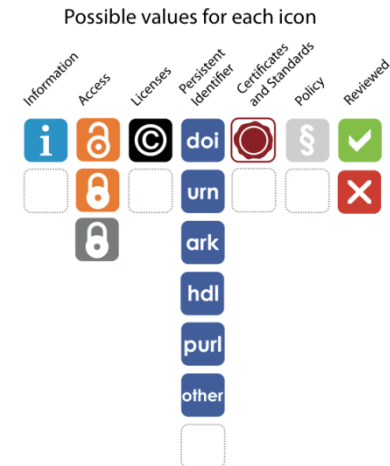 Possible values for each icon
Information
Access
Licenses
Persistent
Identifier
Certificates
and Standards
Policy
Reviewed
i
©
doi
§
urn
ark
hdl
purl
other